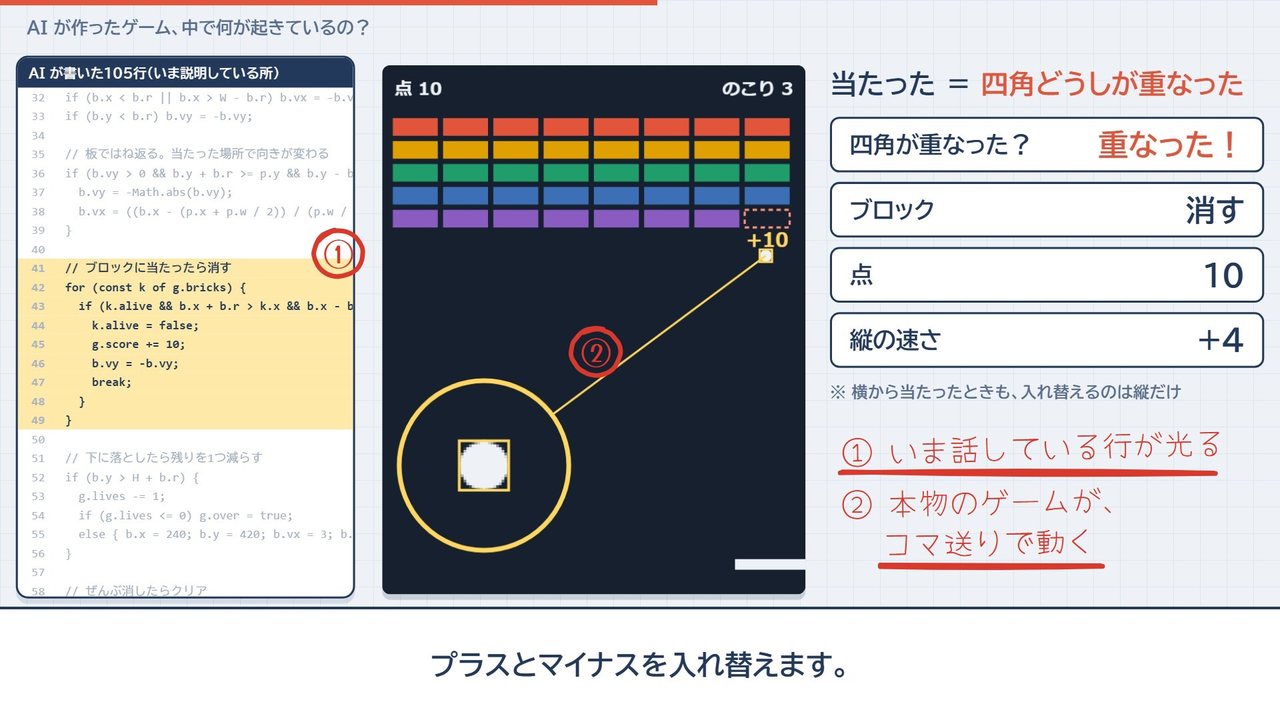 AI が作ったゲーム、中で何が起きているの？
AI が書いた105行（いま説明している所）
32 if (b.x < b.r || b.x > W - b.r) b.vx = -b.v
33 if (b.y < b.r) b.vy = -b.vy;
34
35 // 板ではね返る。当たった場所で向きが変わる
36 if (b.vy > 0 && b.y + b.r >= p.y && b.y - b
37 b.vy = -Math.abs(b.vy);
38 b.vx = ((b.x - (p.x + p.w / 2)) / (p.w /
39 }
40
41 // ブロックに当たったら消す
42 for (const k of g.bricks) {
43 if (k.alive && b.x + b.r > k.x && b.x - b
44 k.alive = false;
45 g.score += 10;
46 b.vy = -b.vy;
47 break;
48 }
49 }
50
51 // 下に落としたら残りを1つ減らす
52 if (b.y > H + b.r) {
53 g.lives -= 1;
54 if (g.lives <= 0) g.over = true;
55 else { b.x = 240; b.y = 420; b.vx = 3; b.
56 }
57
58 // ぜんぶ消したらクリア
①
点 10 のこり 3
+10
②
当たった ＝ 四角どうしが重なった
四角が重なった？ 重なった！
ブロック 消す
点 10
縦の速さ +4
※ 横から当たったときも、入れ替えるのは縦だけ
① いま話している行が光る
② 本物のゲームが、
コマ送りで動く
プラスとマイナスを入れ替えます。